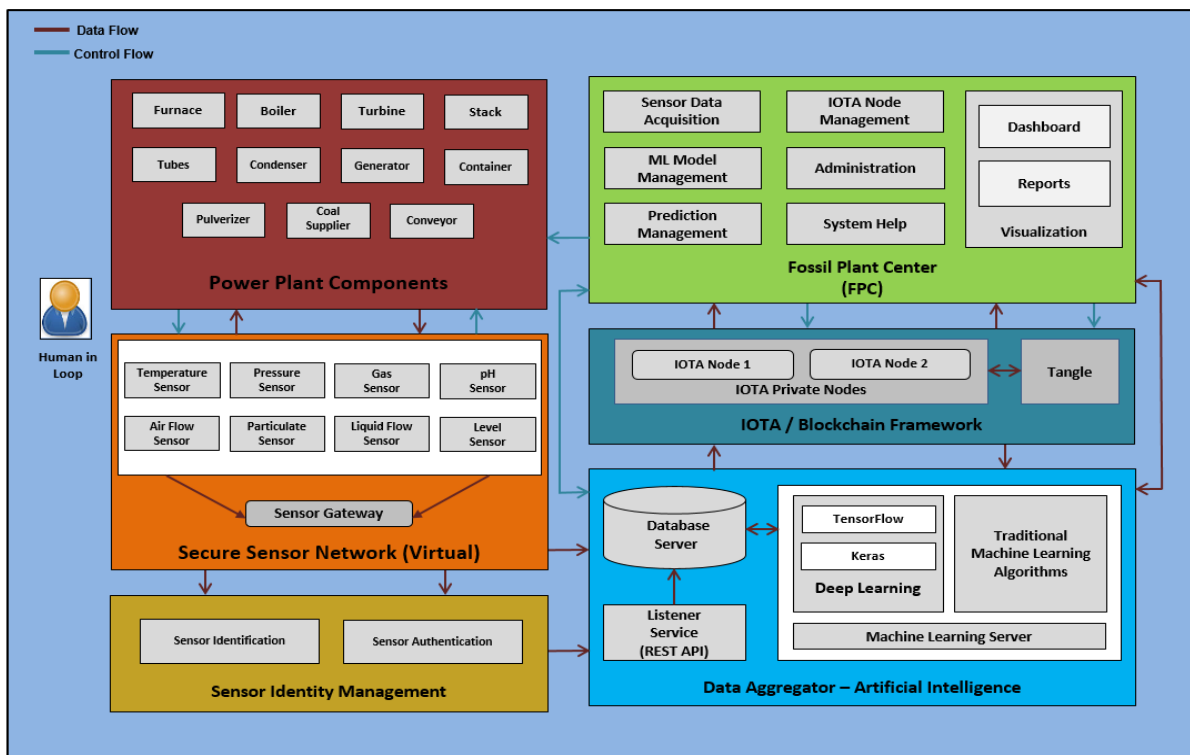 Data Flow
Control Flow
Furnace
Boiler
Turbine
Stack
Tubes
Condenser
Generator
Container
Pulverizer
Coal
Supplier
Conveyor
Power Plant Components
Sensor Data
Acquisition
IOTA Node
Management
ML Model
Management
Administration
Prediction
Management
System Help
Dashboard
Reports
Visualization
Fossil Plant Center
(FPC)
Human in
Loop
Temperature
Sensor
Pressure
Sensor
Gas
Sensor
pH
Sensor
Air Flow
Sensor
Particulate
Sensor
Liquid Flow
Sensor
Level
Sensor
Sensor Gateway
Secure Sensor Network (Virtual)
IOTA Node 1
IOTA Node 2
IOTA Private Nodes
Tangle
IOTA / Blockchain Framework
Sensor Identification
Sensor Authentication
Sensor Identity Management
Database
Server
Listener
Service
(REST API)
TensorFlow
Keras
Deep Learning
Traditional
Machine Learning
Algorithms
Machine Learning Server
Data Aggregator – Artificial Intelligence